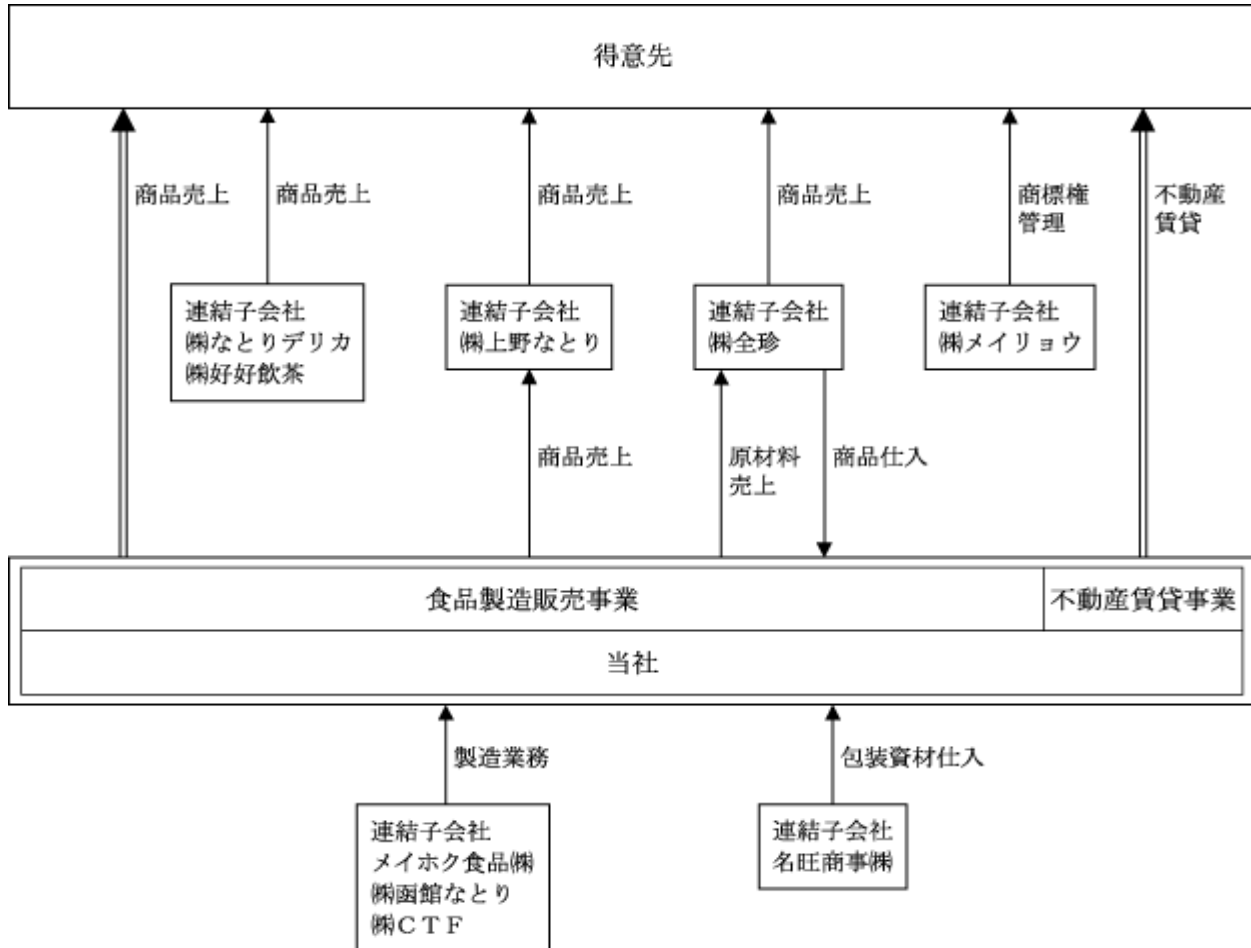 得意先
商品売上
商品売上
商品売上
商品売上
商標権
管理
不動産
賃貸
連結子会社
㈱なとりデリカ
㈱好好飲茶
連結子会社
㈱上野なとり
連結子会社
㈱全珍
連結子会社
㈱メイリョウ
商品売上
原材料
売上
商品仕入
食品製造販売事業
不動産賃貸事業
当社
製造業務
包装資材仕入
連結子会社
メイホク食品㈱
㈱函館なとり
㈱ＣＴＦ
連結子会社
名旺商事㈱